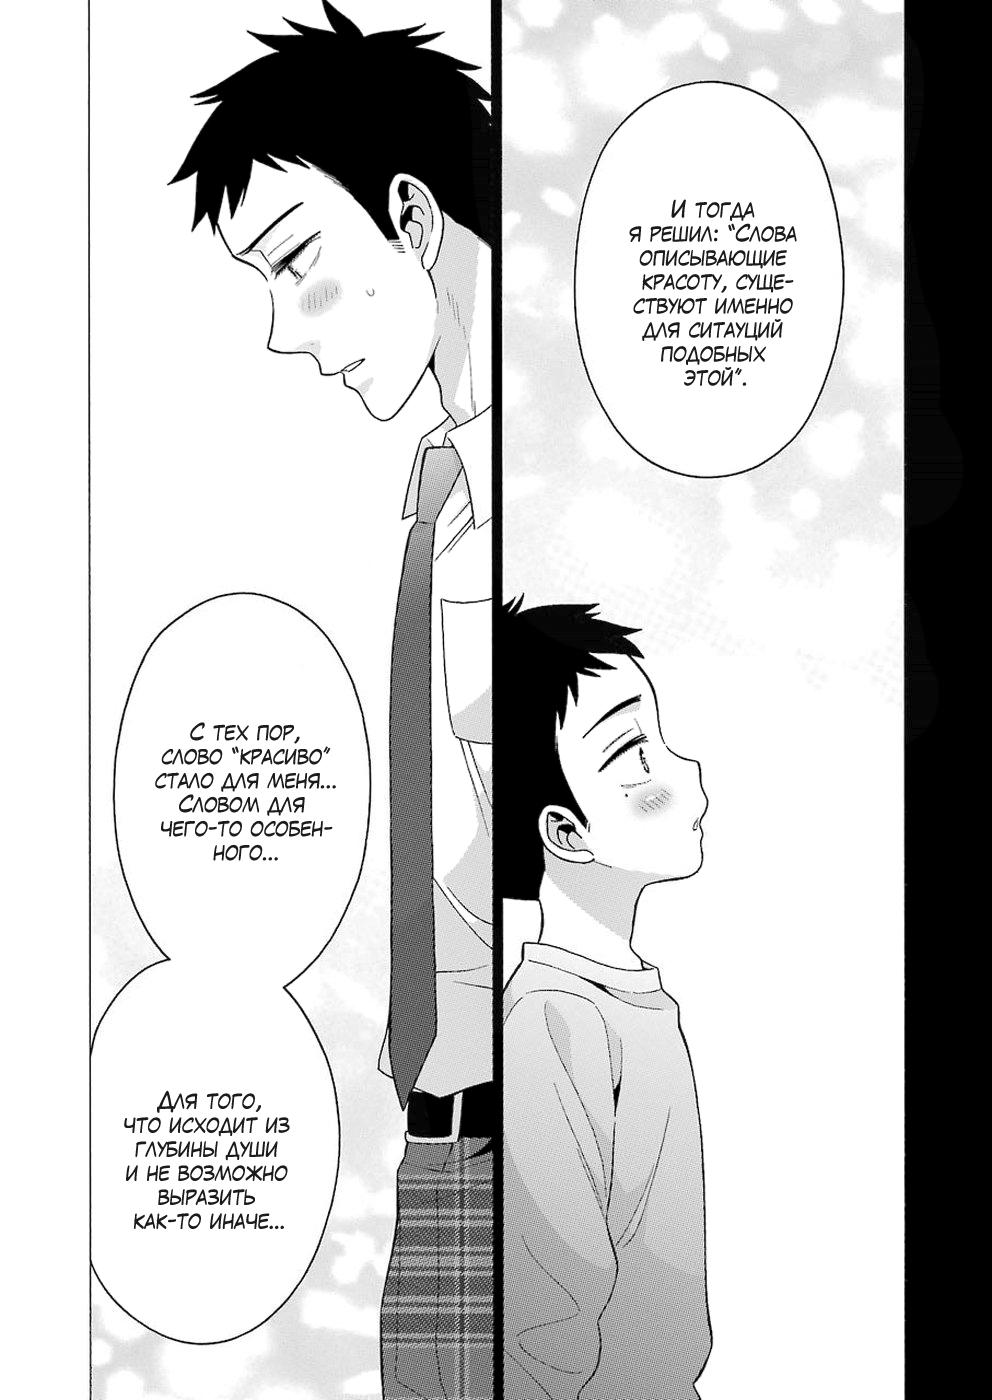 И тогда
я решил: "Слова
описывающие
красоту, суще-
ствуют именно
для ситауций
подобных
этой".
С тех пор,
слово "красиво"
стало для меня...
Словом для
чего-то особен-
ного...
Для того,
что исходит из
глубины души
и не возможно
выразить
как-то иначе...